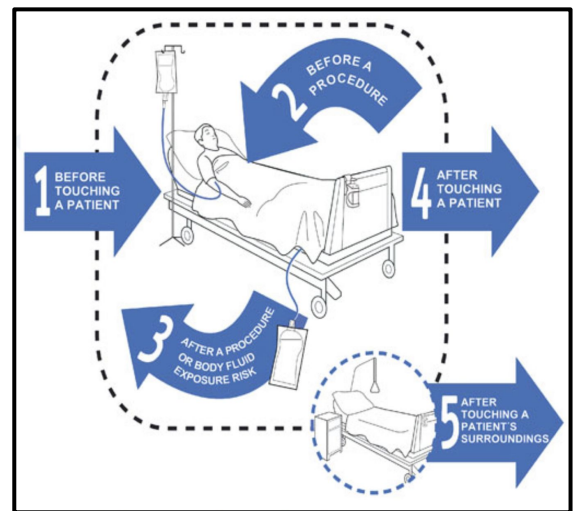 1 BEFORE
TOUCHING
A PATIENT
2 BEFORE A
PROCEDURE
3 AFTER A PROCEDURE
OR BODY FLUID
EXPOSURE RISK
4 AFTER
TOUCHING
A PATIENT
5 AFTER
TOUCHING A
PATIENT'S
SURROUNDINGS